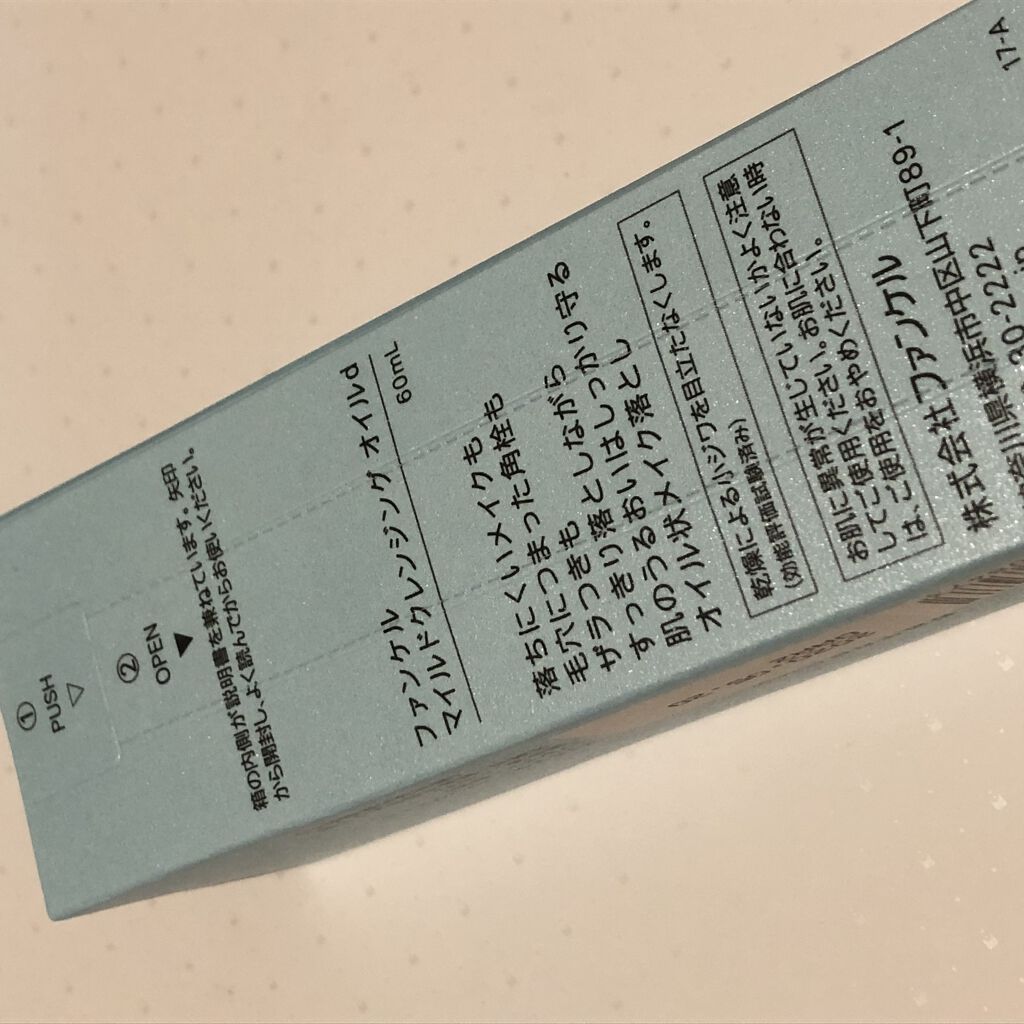 ①
PUSH
②
OPEN
箱の内側が説明書を兼ねています。矢印
から開封し、よく読んでからお使いください。
ファンケル
マイルドクレンジング オイルd
60mL
落ちにくいメイクも
毛穴につまった角栓も
ザラつきも
すっきり落としながら
肌のうるおいはしっかり守る
オイル状メイク落とし
乾燥による小ジワを目立たなくします。
(効能評価試験済み)
お肌に異常が生じていないかよく注意
してご使用ください。お肌に合わない時
は、ご使用をおやめください。
株式会社ファンケル
神奈川県横浜市中区山下町89-1
30-2222
17-A